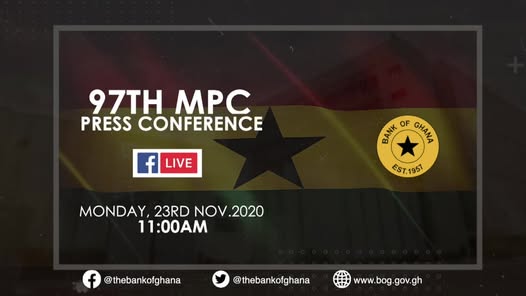 97TH MPC
PRESS CONFERENCE
f LIVE
BANK OF GHANA
EST.1957
MONDAY, 23RD NOV.2020
11:00AM
@thebankofghana @thebankofghana www.bog.gov.gh